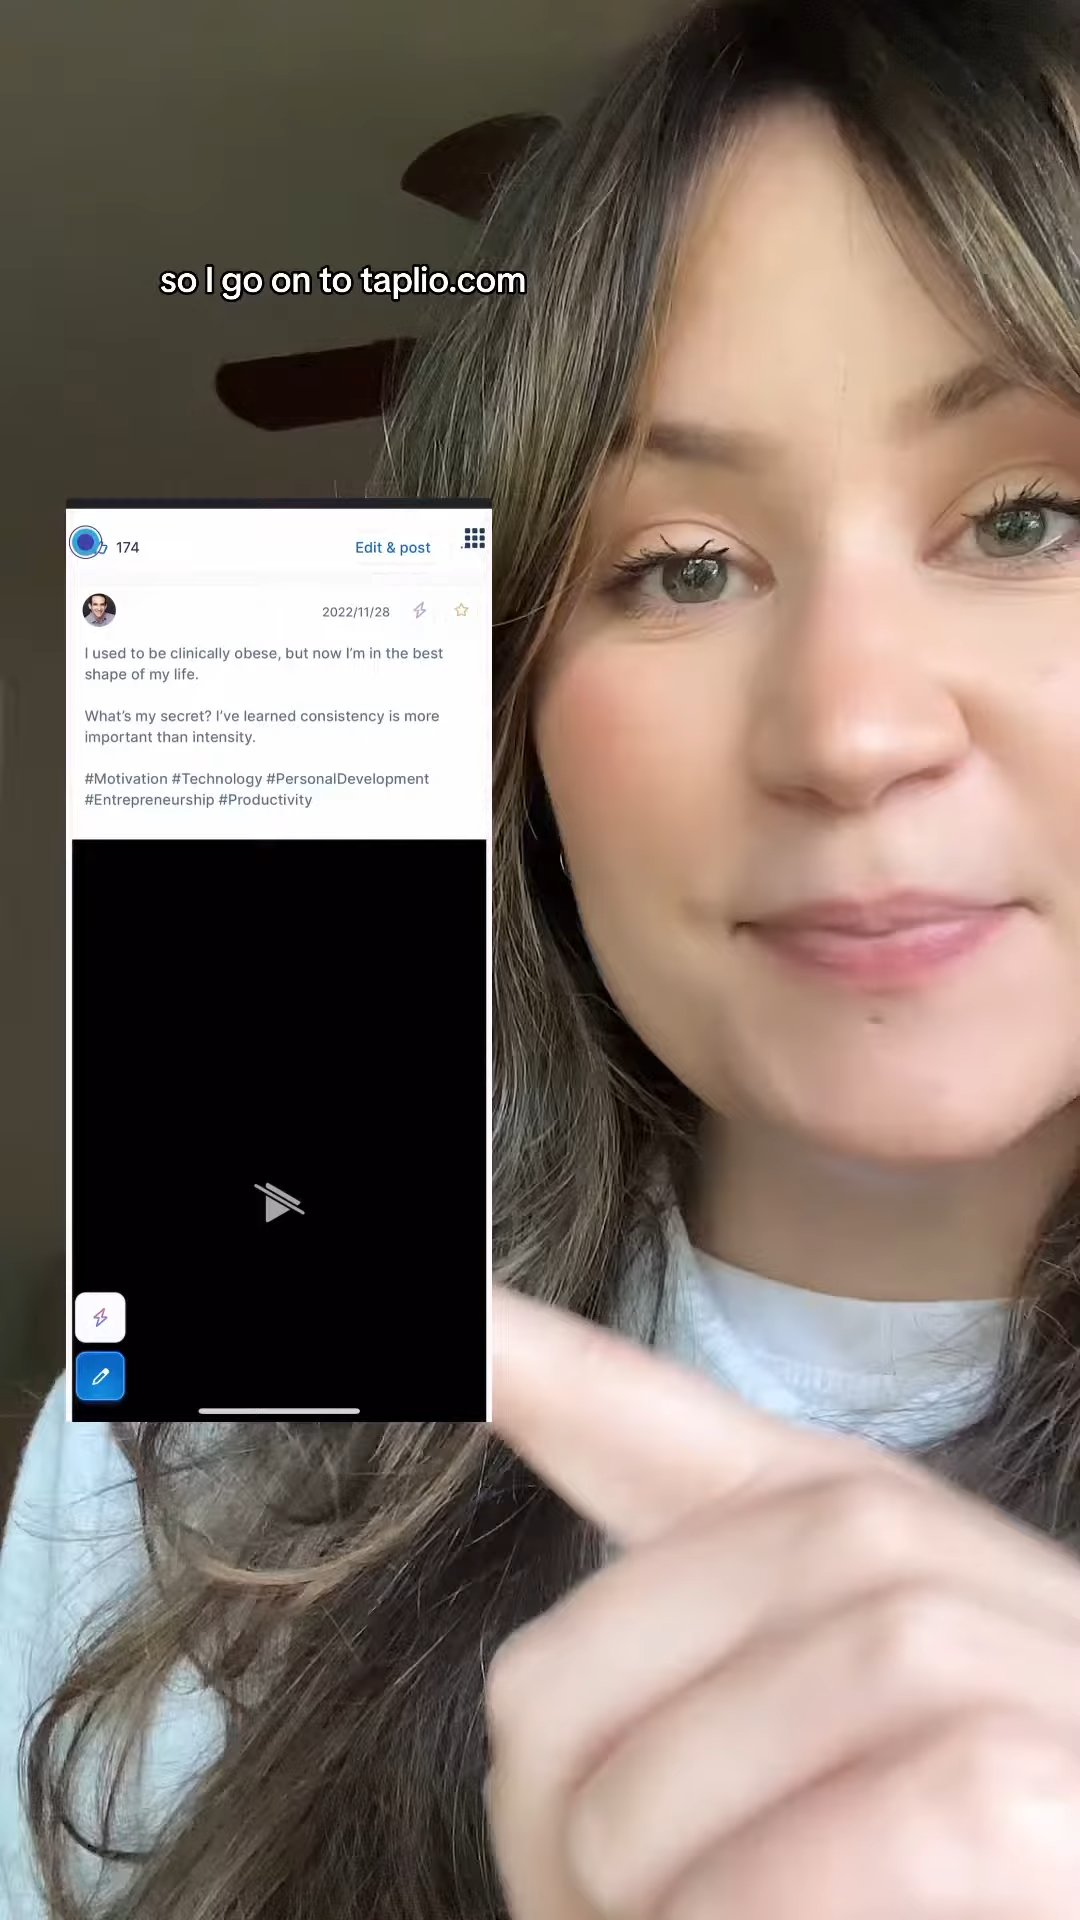 so I go on to taplio.com
174
Edit & post
2022/11/28
I used to be clinically obese, but now I’m in the best
shape of my life.
What’s my secret? I’ve learned consistency is more
important than intensity.
#Motivation #Technology #PersonalDevelopment
#Entrepreneurship #Productivity